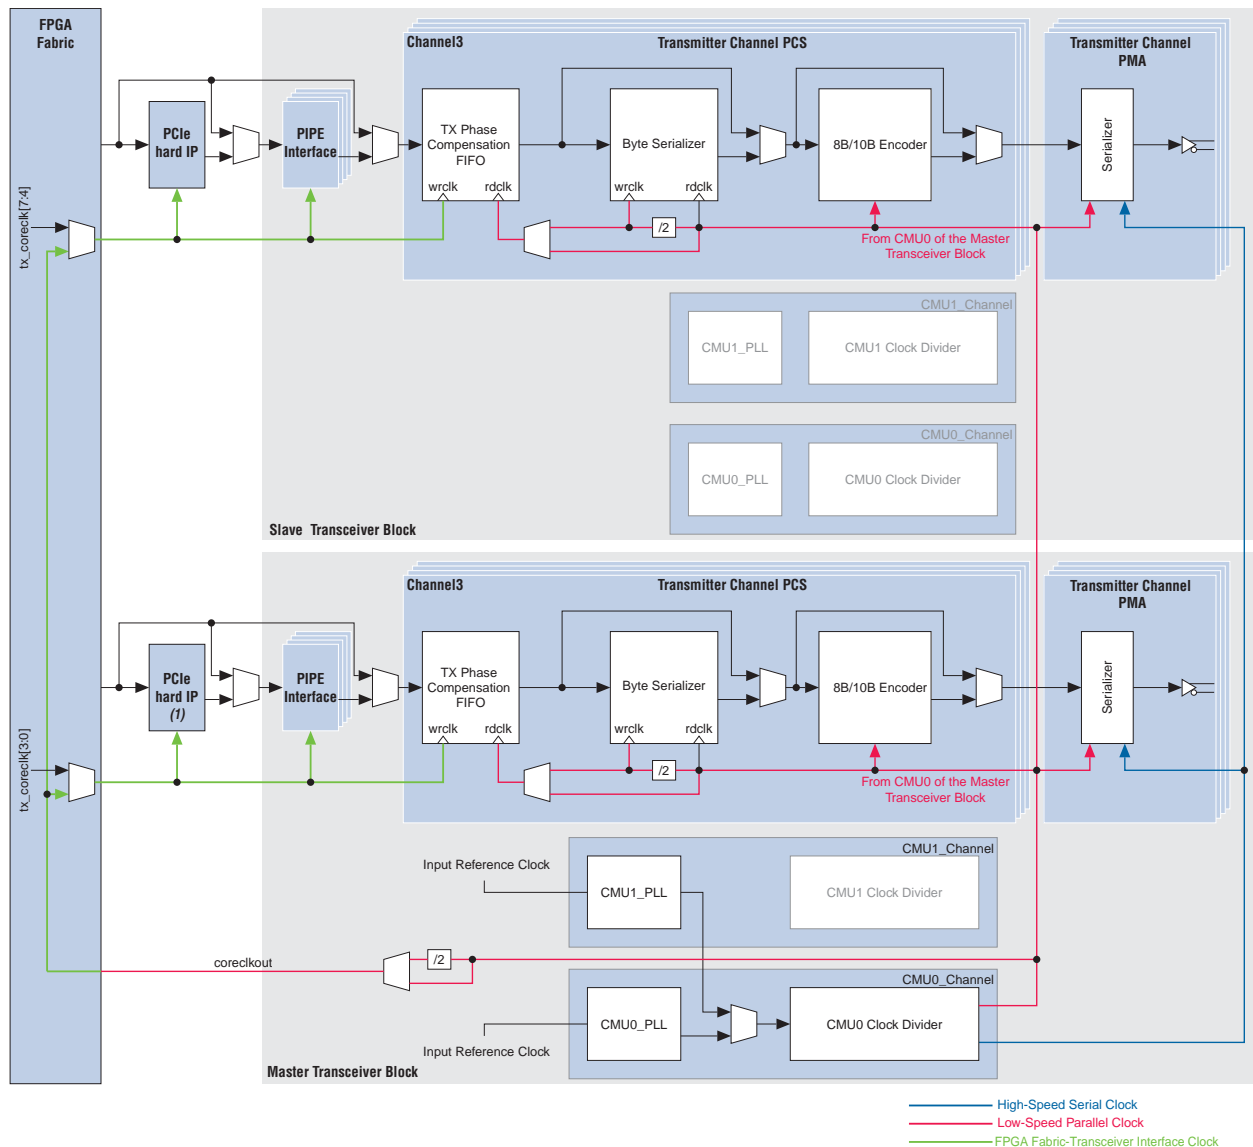 FPGA
Fabric
Channel3
Transmitter Channel PCS
Transmitter Channel
PMA
PCIe
hard IP
PIPE
Interface
TX Phase
Compensation
FIFO
wrclk
rdclk
Byte Serializer
wrclk
rdclk
/2
8B/10B Encoder
Serializer
From CMU0 of the Master
Transceiver Block
tx_coreclk[7:4]
CMU1_Channel
CMU1_PLL
CMU1 Clock Divider
CMU0_Channel
CMU0_PLL
CMU0 Clock Divider
Slave Transceiver Block
Channel3
Transmitter Channel PCS
Transmitter Channel
PMA
PCIe
hard IP
(1)
PIPE
Interface
TX Phase
Compensation
FIFO
wrclk
rdclk
Byte Serializer
wrclk
rdclk
/2
8B/10B Encoder
Serializer
From CMU0 of the Master
Transceiver Block
tx_coreclk[3:0]
CMU1_Channel
Input Reference Clock
CMU1_PLL
CMU1 Clock Divider
coreclkout
/2
CMU0_Channel
CMU0_PLL
CMU0 Clock Divider
Input Reference Clock
Master Transceiver Block
High-Speed Serial Clock
Low-Speed Parallel Clock
FPGA Fabric-Transceiver Interface Clock